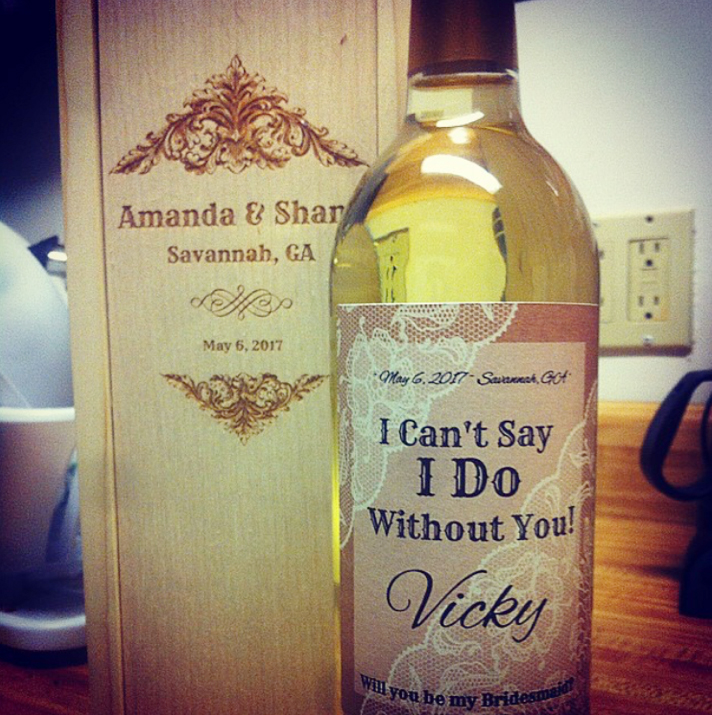 Amanda & Shan
Savannah, GA
May 6, 2017
May 6, 2017 ~ Savannah, GA
I Can't Say
I Do
Without You!
Vicky
Will you be my Bridesmaid?